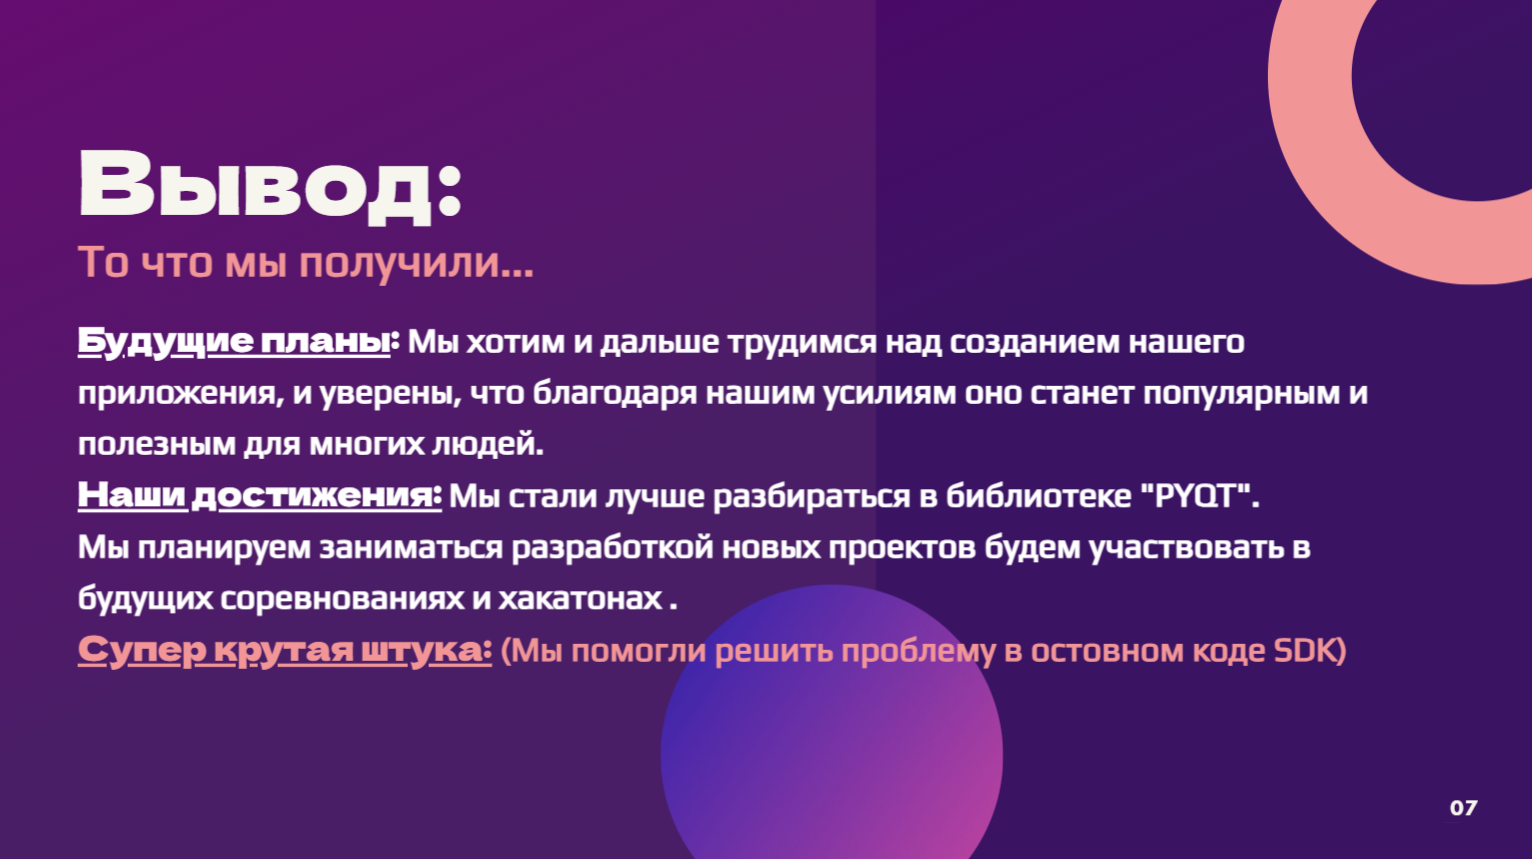 Вывод:
То что мы получили...
Будущие планы: Мы хотим и дальше трудимся над созданием нашего
приложения, и уверены, что благодаря нашим усилиям оно станет популярным и
полезным для многих людей.
Наши достижения: Мы стали лучше разбираться в библиотеке "PYQT".
Мы планируем заниматься разработкой новых проектов будем участвовать в
будущих соревнованиях и хакатонах .
Супер крутая штука: (Мы помогли решить проблему в остовном коде SDK)
07